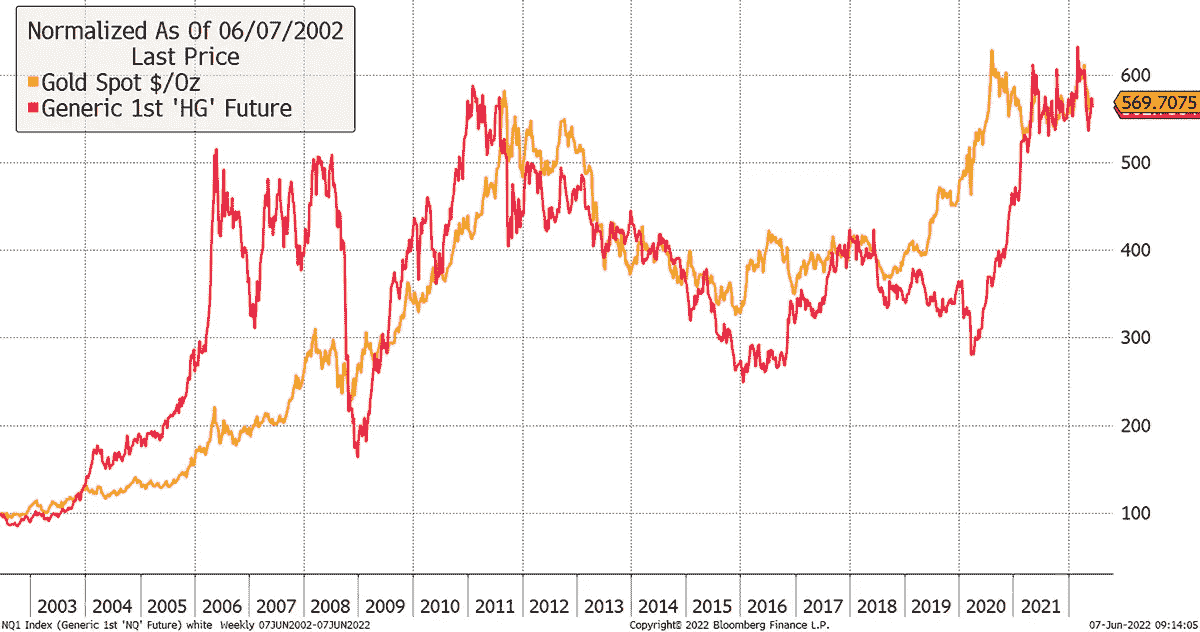 Normalized As Of 06/07/2002
Last Price
Gold Spot $/Oz
Generic 1st 'HG' Future
600
569.7075
500
400
300
200
100
2003 2004 2005 2006 2007 2008 2009 2010 2011 2012 2013 2014 2015 2016 2017 2018 2019 2020 2021
NQ1 Index (Generic 1st 'NQ' Future) white Weekly 07JUN2002-07JUN2022 Copyright© 2022 Bloomberg Finance L.P. 07-Jun-2022 09:14:05